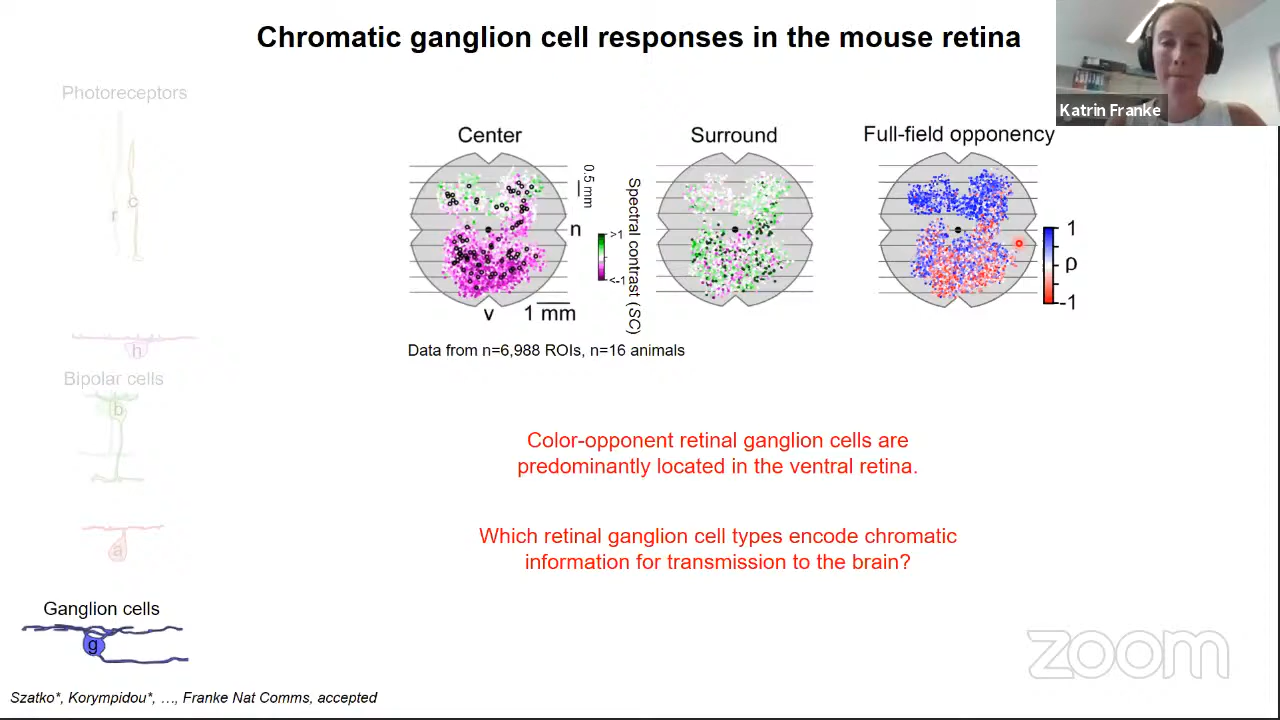 Chromatic ganglion cell responses in the mouse retina
Katrin Franke
Photoreceptors
r
c
h
Bipolar cells
b
a
Ganglion cells
g
Center
Surround
Full-field opponency
0.5 mm
n
v
1 mm
>1
<-1
Spectral contrast (SC)
1
ρ
-1
Data from n=6,988 ROIs, n=16 animals
Color-opponent retinal ganglion cells are
predominantly located in the ventral retina.
Which retinal ganglion cell types encode chromatic
information for transmission to the brain?
Szatko*, Korympidou*, …, Franke Nat Comms, accepted
zoom